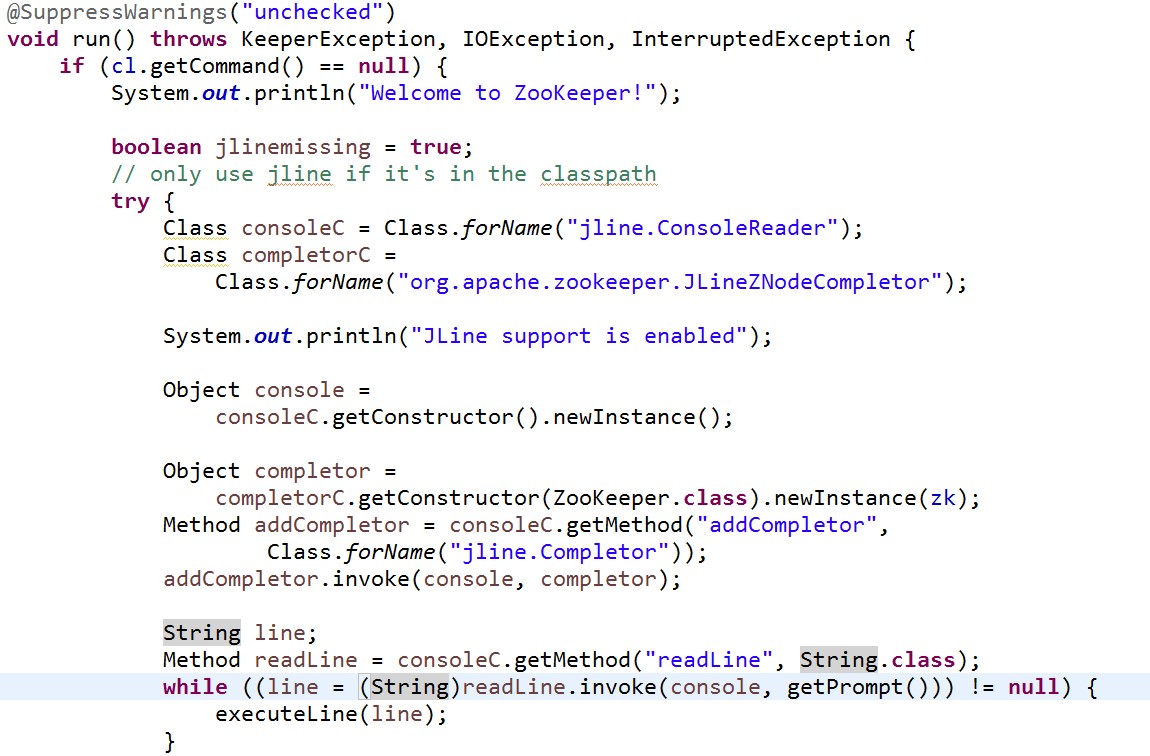 @SuppressWarnings("unchecked")
void run() throws KeeperException, IOException, InterruptedException {
    if (cl.getCommand() == null) {
        System.out.println("Welcome to ZooKeeper!");

        boolean jlinemissing = true;
        // only use jline if it's in the classpath
        try {
            Class consoleC = Class.forName("jline.ConsoleReader");
            Class completorC =
                Class.forName("org.apache.zookeeper.JLineZNodeCompletor");

            System.out.println("JLine support is enabled");

            Object console =
                consoleC.getConstructor().newInstance();

            Object completor =
                completorC.getConstructor(ZooKeeper.class).newInstance(zk);
            Method addCompletor = consoleC.getMethod("addCompletor",
                    Class.forName("jline.Completor"));
            addCompletor.invoke(console, completor);

            String line;
            Method readLine = consoleC.getMethod("readLine", String.class);
            while ((line = (String)readLine.invoke(console, getPrompt())) != null) {
                executeLine(line);
            }